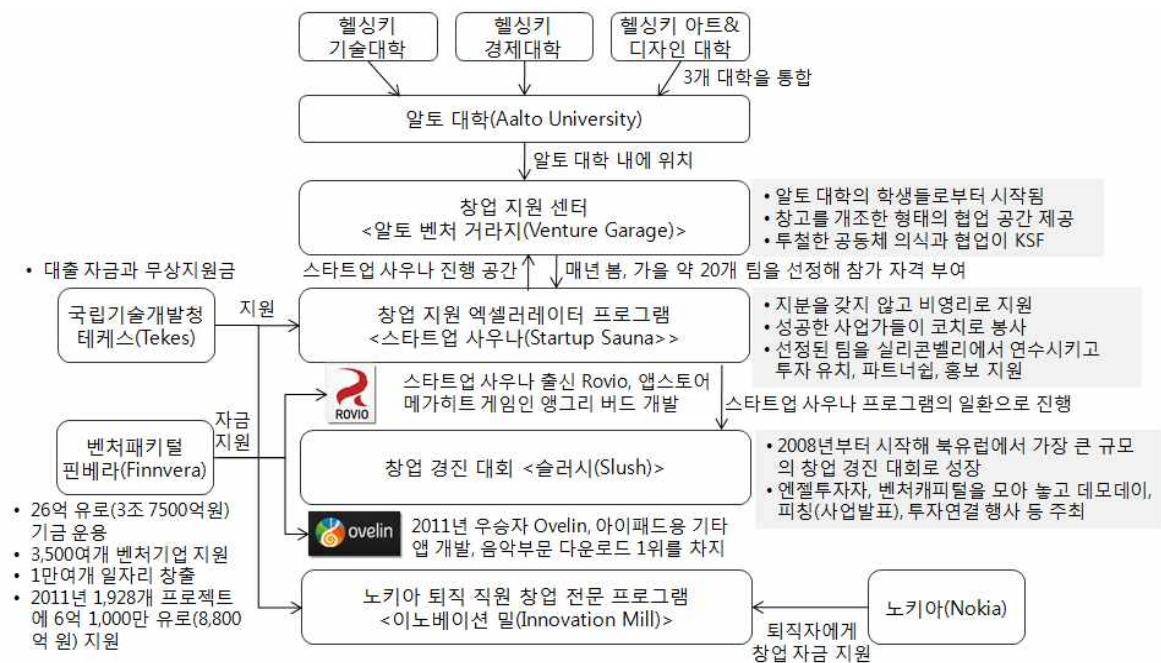 헬싱키
기술대학
헬싱키
경제대학
헬싱키 아트&
디자인 대학
3개 대학을 통합
알토 대학(Aalto University)
알토 대학 내에 위치
창업 지원 센터
<알토 벤처 거라지(Venture Garage)>
• 알토 대학의 학생들로부터 시작됨
• 창고를 개조한 형태의 협업 공간 제공
• 투철한 공동체 의식과 협업이 KSF
• 대출 자금과 무상지원금
스타트업 사우나 진행 공간
매년 봄, 가을 약 20개 팀을 선정해 참가 자격 부여
국립기술개발청
테케스(Tekes)
지원
창업 지원 엑셀러레이터 프로그램
<스타트업 사우나(Startup Sauna>>
• 지분을 갖지 않고 비영리로 지원
• 성공한 사업가들이 코치로 봉사
• 선정된 팀을 실리콘벨리에서 연수시키고
투자 유치, 파트너쉽, 홍보 지원
ROVIO
스타트업 사우나 출신 Rovio, 앱스토어
메가히트 게임인 앵그리 버드 개발
스타트업 사우나 프로그램의 일환으로 진행
벤처패키털
핀베라(Finnvera)
자금
지원
창업 경진 대회 <슬러시(Slush)>
• 2008년부터 시작해 북유럽에서 가장 큰 규모
의 창업 경진 대회로 성장
• 엔젤투자자, 벤처캐피털을 모아 놓고 데모데이,
피칭(사업발표), 투자연결 행사 등 주최
• 26억 유로(3조 7500억원)
기금 운용
• 3,500여개 벤처기업 지원
• 1만여개 일자리 창출
• 2011년 1,928개 프로젝트
에 6억 1,000만 유로(8,800
억 원) 지원
ovelin
2011년 우승자 Ovelin, 아이패드용 기타
앱 개발, 음악부문 다운로드 1위를 차지
노키아 퇴직 직원 창업 전문 프로그램
<이노베이션 밀(Innovation Mill)>
노키아(Nokia)
퇴직자에게
창업 자금 지원